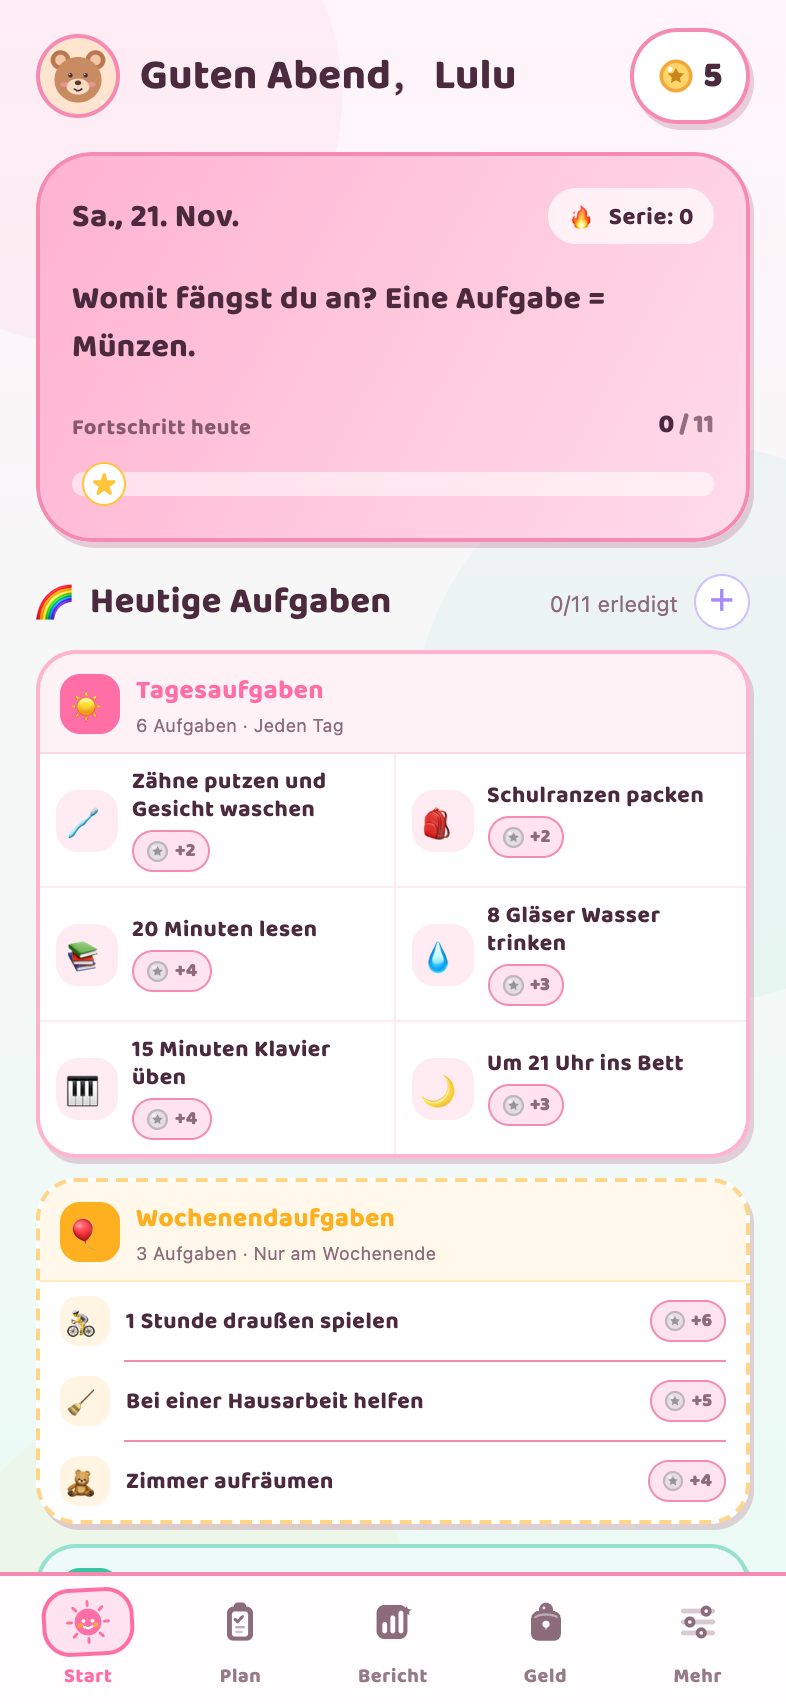 Guten Abend， Lulu
5
Sa., 21. Nov.
Serie: 0
Womit fängst du an? Eine Aufgabe =
Münzen.
Fortschritt heute
0 / 11
Heutige Aufgaben
0/11 erledigt
Tagesaufgaben
6 Aufgaben · Jeden Tag
Zähne putzen und
Gesicht waschen
+2
Schulranzen packen
+2
20 Minuten lesen
+4
8 Gläser Wasser
trinken
+3
15 Minuten Klavier
üben
+4
Um 21 Uhr ins Bett
+3
Wochenendaufgaben
3 Aufgaben · Nur am Wochenende
1 Stunde draußen spielen
+6
Bei einer Hausarbeit helfen
+5
Zimmer aufräumen
+4
Start
Plan
Bericht
Geld
Mehr